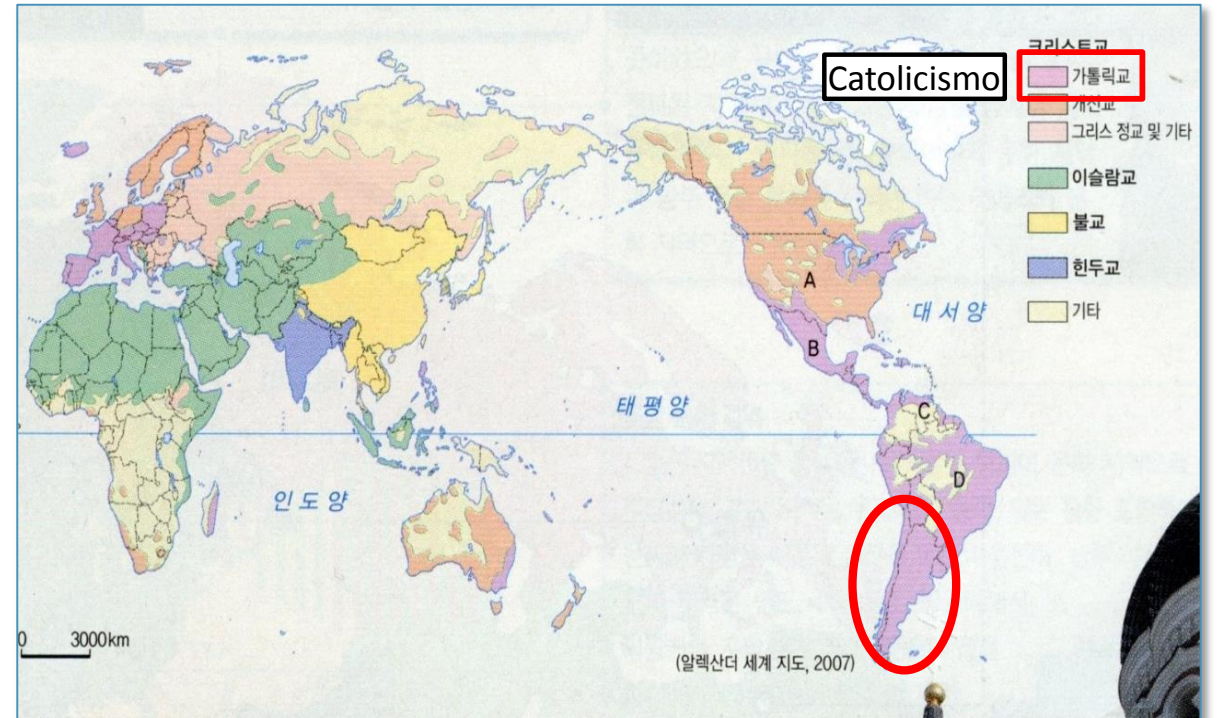 크리스트교
Catolicismo
가톨릭교
개신교
그리스 정교 및 기타
이슬람교
불교
힌두교
기타
A
B
C
D
대서양
태평양
인도양
0 3000km
(알렉산더 세계 지도, 2007)